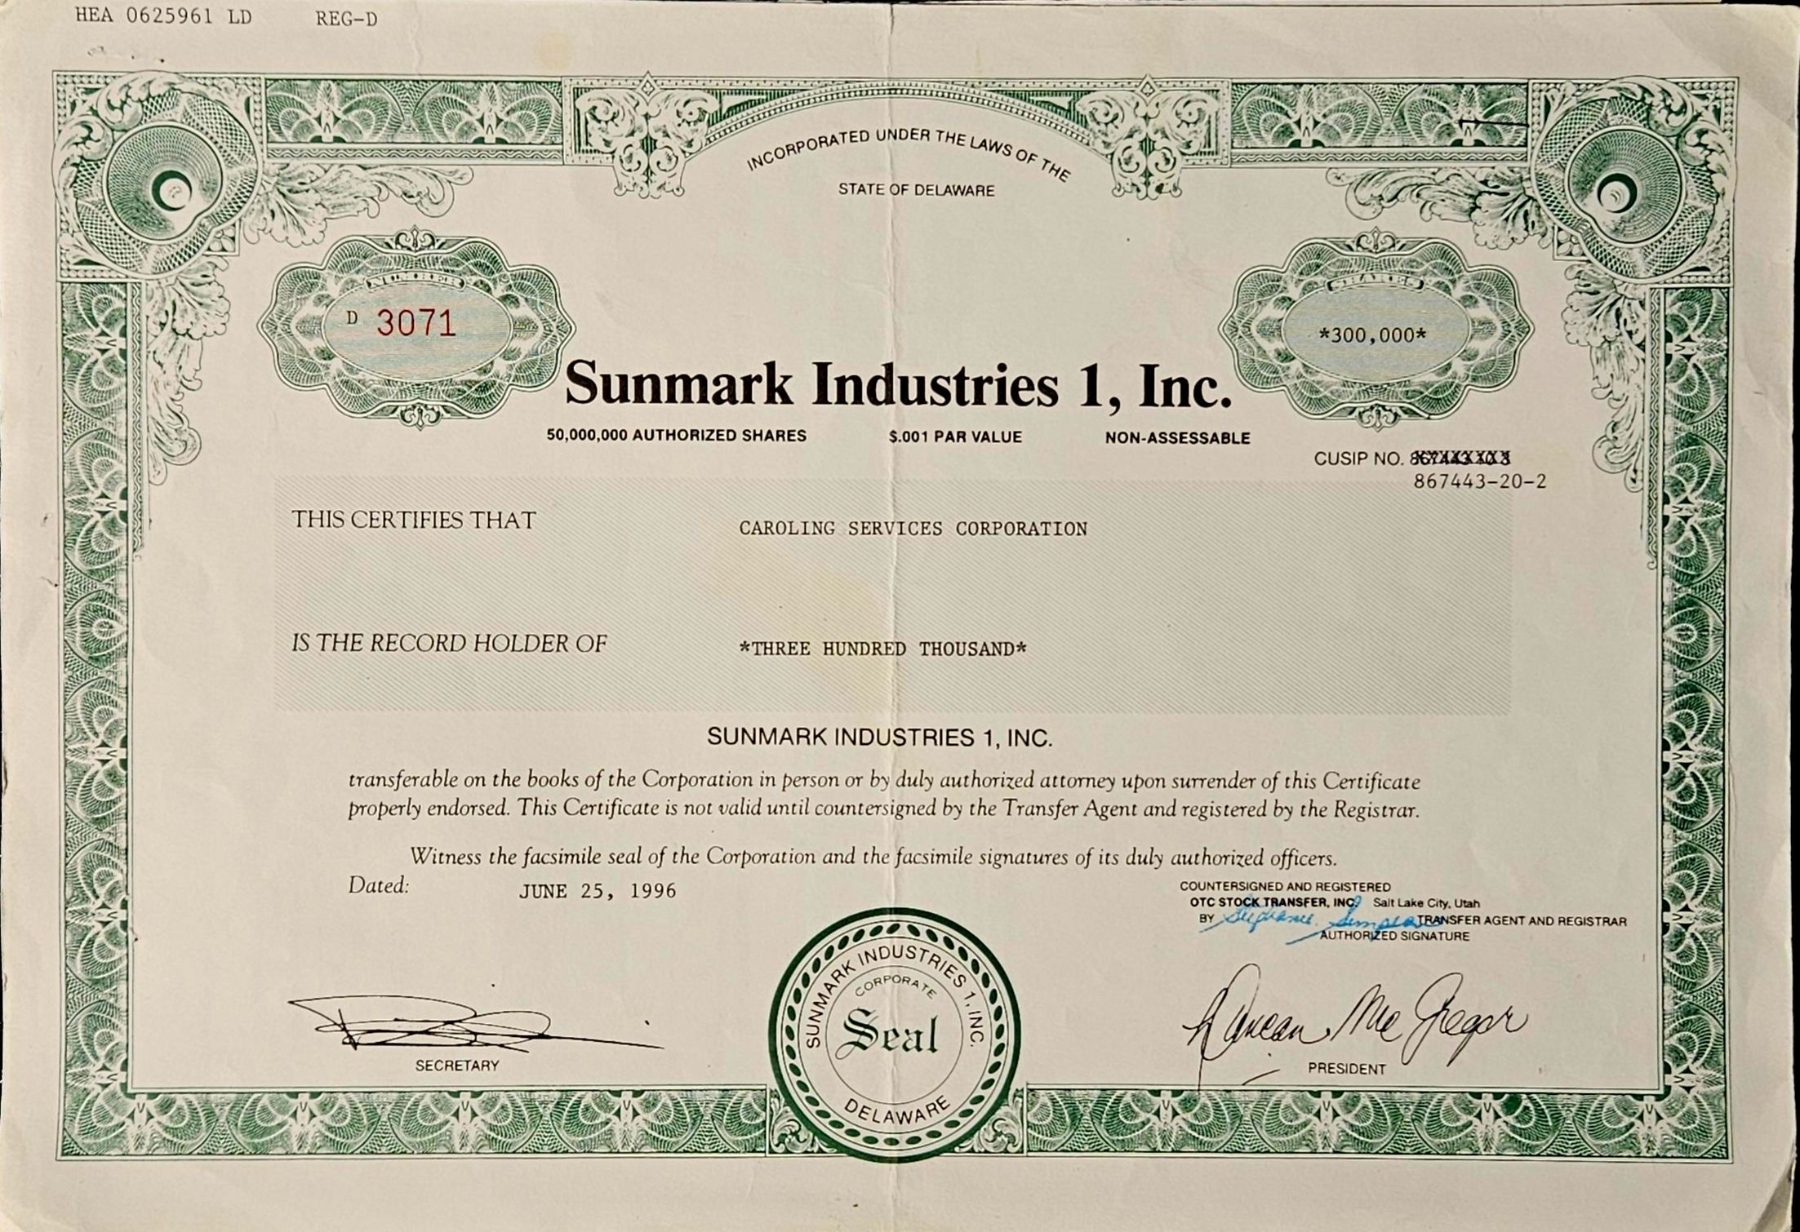 HEA 0625961 LD REG-D
INCORPORATED UNDER THE LAWS OF THE
STATE OF DELAWARE
NUMBER
D 3071
SHARES
*300,000*
Sunmark Industries 1, Inc.
50,000,000 AUTHORIZED SHARES $.001 PAR VALUE NON-ASSESSABLE
CUSIP NO.
867443-20-2
THIS CERTIFIES THAT CAROLING SERVICES CORPORATION
IS THE RECORD HOLDER OF *THREE HUNDRED THOUSAND*
SUNMARK INDUSTRIES 1, INC.
transferable on the books of the Corporation in person or by duly authorized attorney upon surrender of this Certificate
properly endorsed. This Certificate is not valid until countersigned by the Transfer Agent and registered by the Registrar.
Witness the facsimile seal of the Corporation and the facsimile signatures of its duly authorized officers.
Dated: JUNE 25, 1996
COUNTERSIGNED AND REGISTERED
OTC STOCK TRANSFER, INC. Salt Lake City, Utah
BY TRANSFER AGENT AND REGISTRAR
AUTHORIZED SIGNATURE
SUNMARK INDUSTRIES 1, INC.
CORPORATE
Seal
DELAWARE
SECRETARY
Duncan McGregor
PRESIDENT